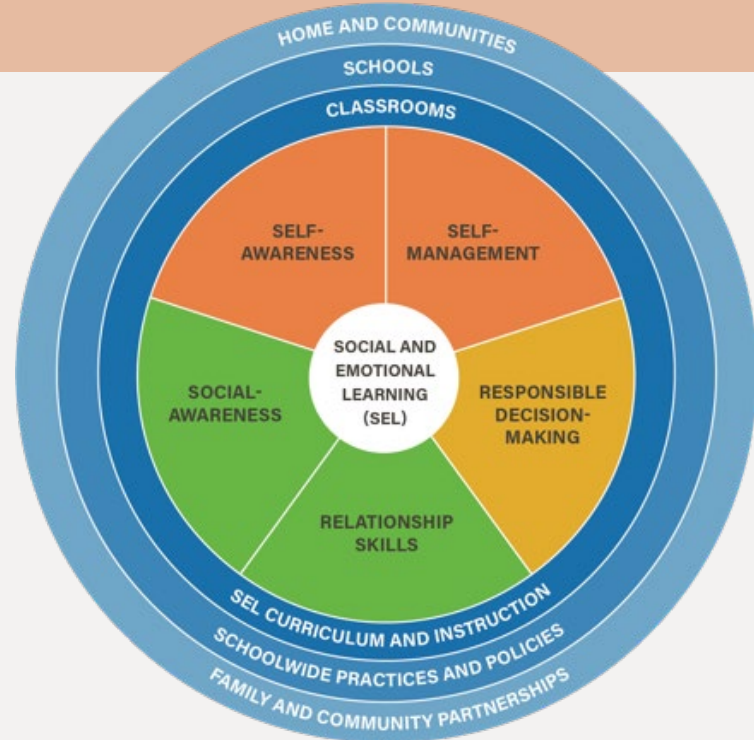 HOME AND COMMUNITIES
SCHOOLS
CLASSROOMS
SELF-
AWARENESS
SELF-
MANAGEMENT
SOCIAL AND
EMOTIONAL
LEARNING
(SEL)
SOCIAL-
AWARENESS
RESPONSIBLE
DECISION-
MAKING
RELATIONSHIP
SKILLS
SEL CURRICULUM AND INSTRUCTION
SCHOOLWIDE PRACTICES AND POLICIES
FAMILY AND COMMUNITY PARTNERSHIPS